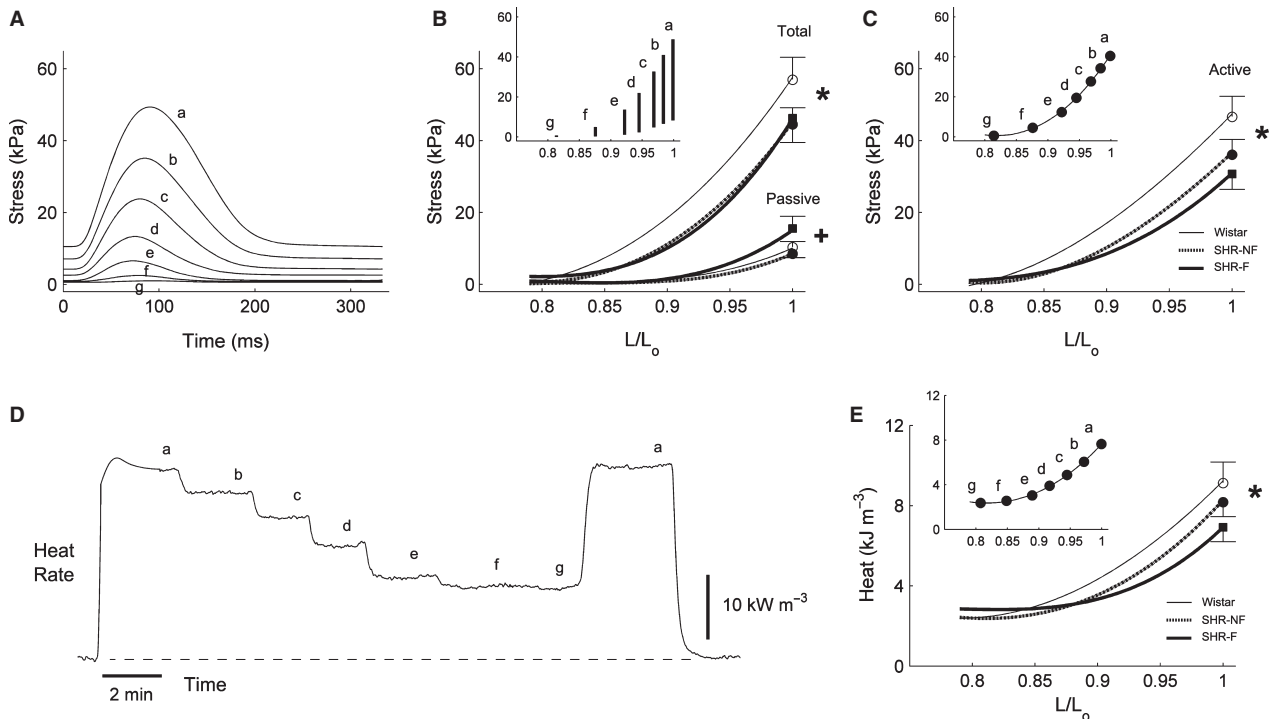 A
60
40
20
0
Stress (kPa)
a
b
c
d
e
f
g
0
100
200
300
Time (ms)
B
60
40
20
0
Stress (kPa)
60
40
20
0
a
b
c
d
e
f
g
0.8
0.85
0.9
0.95
1
Total
*
Passive
+
0.8
0.85
0.9
0.95
1
L/Lo
C
60
40
20
0
Stress (kPa)
60
40
20
0
a
b
c
d
e
f
g
0.8
0.85
0.9
0.95
1
Active
*
Wistar
SHR-NF
SHR-F
0.8
0.85
0.9
0.95
1
L/Lo
D
Heat
Rate
a
b
c
d
e
f
g
a
10 kW m⁻³
2 min
Time
E
12
8
4
0
Heat (kJ m⁻³)
12
8
4
0
a
b
c
d
e
f
g
0.8
0.85
0.9
0.95
1
*
Wistar
SHR-NF
SHR-F
0.8
0.85
0.9
0.95
1
L/Lo